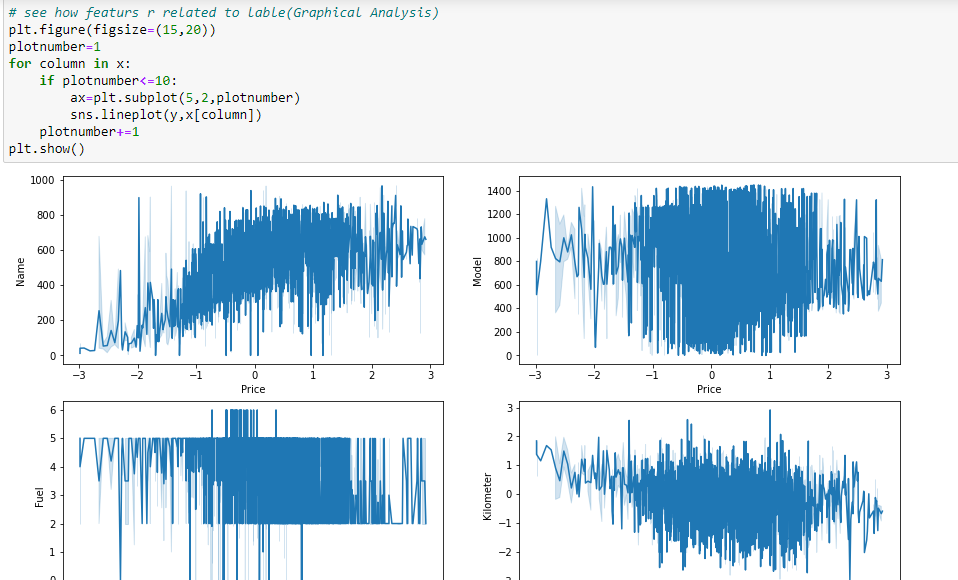 # see how featurs r related to lable(Graphical Analysis)
plt.figure(figsize=(15,20))
plotnumber=1
for column in x:
    if plotnumber<=10:
        ax=plt.subplot(5,2,plotnumber)
        sns.lineplot(y,x[column])
    plotnumber+=1
plt.show()
1000
800
600
400
200
0
Name
−3 −2 −1 0 1 2 3
Price
1400
1200
1000
800
600
400
200
0
Model
−3 −2 −1 0 1 2 3
Price
6
5
4
3
2
1
0
Fuel
3
2
1
0
−1
−2
Kilometer